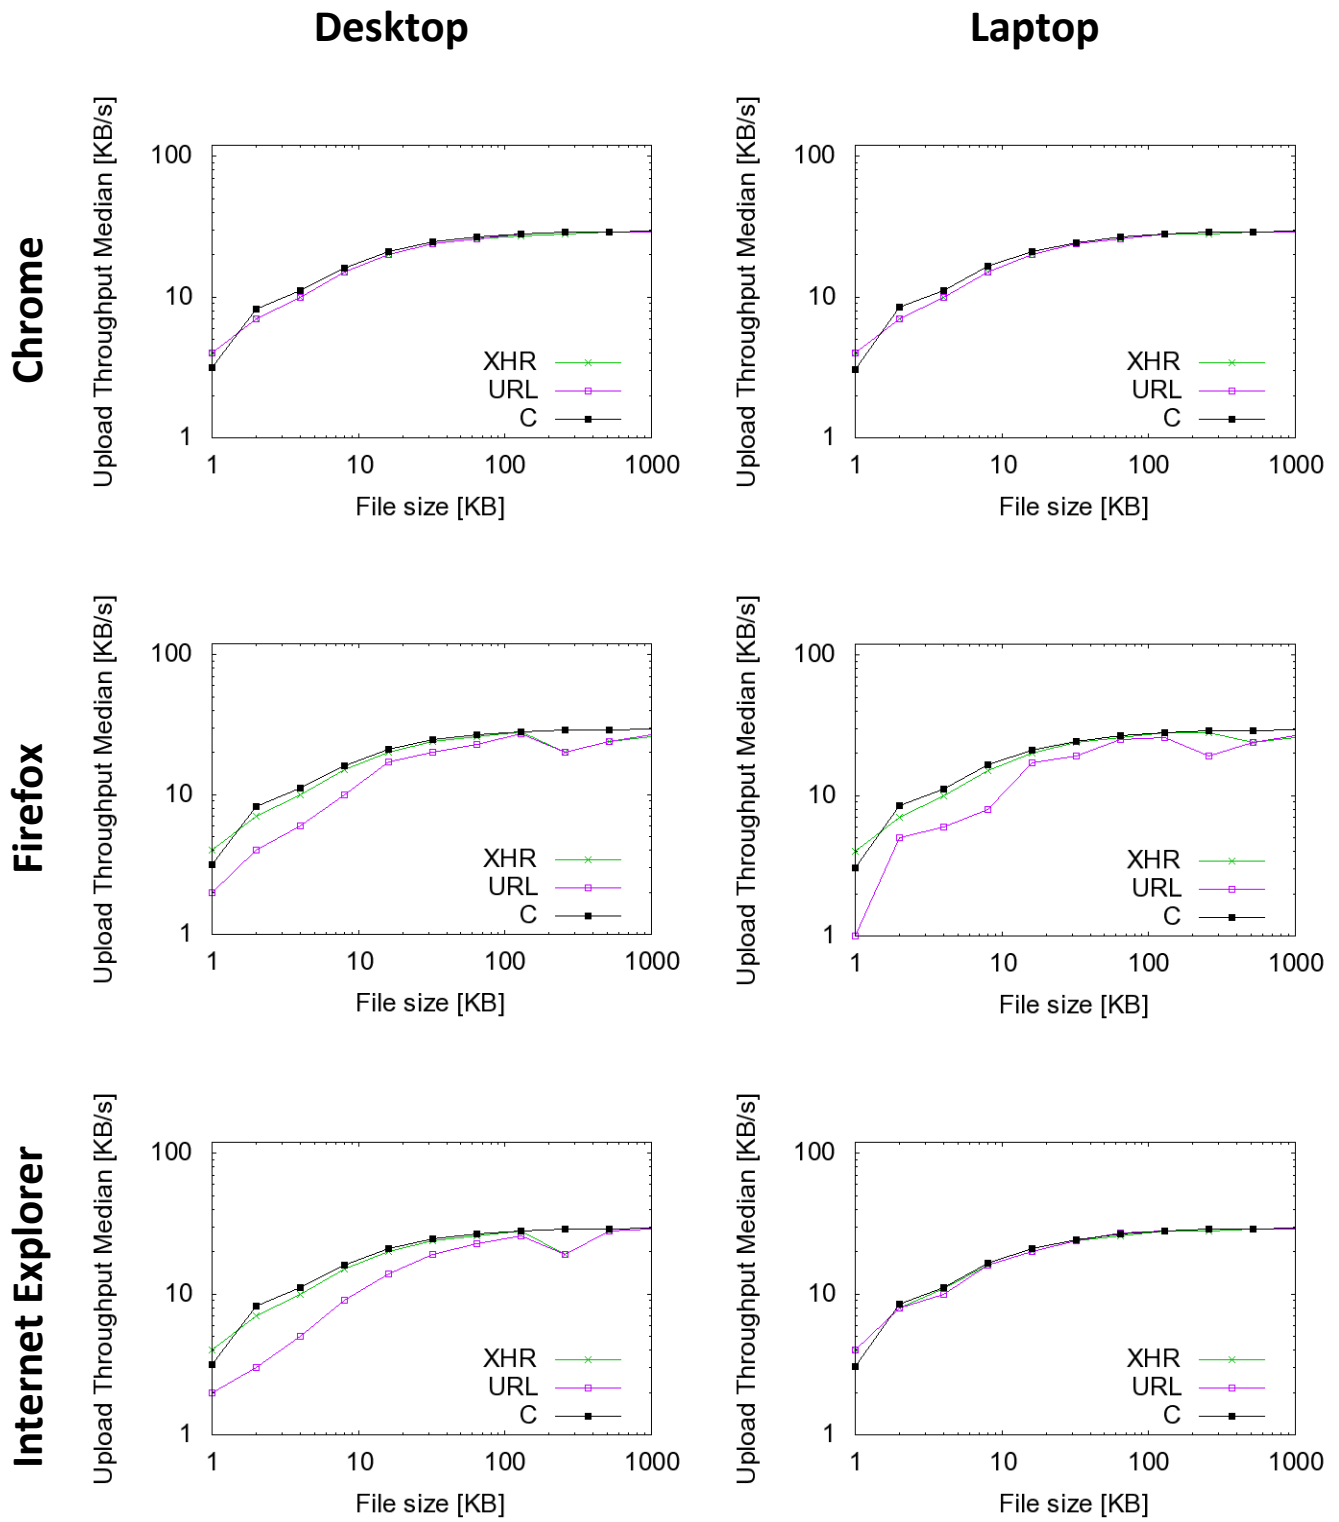 Desktop
Laptop
Chrome
Upload Throughput Median [KB/s]
100
10
1
1
10
100
1000
File size [KB]
XHR
URL
C
Upload Throughput Median [KB/s]
100
10
1
1
10
100
1000
File size [KB]
XHR
URL
C
Firefox
Upload Throughput Median [KB/s]
100
10
1
1
10
100
1000
File size [KB]
XHR
URL
C
Upload Throughput Median [KB/s]
100
10
1
1
10
100
1000
File size [KB]
XHR
URL
C
Internet Explorer
Upload Throughput Median [KB/s]
100
10
1
1
10
100
1000
File size [KB]
XHR
URL
C
Upload Throughput Median [KB/s]
100
10
1
1
10
100
1000
File size [KB]
XHR
URL
C